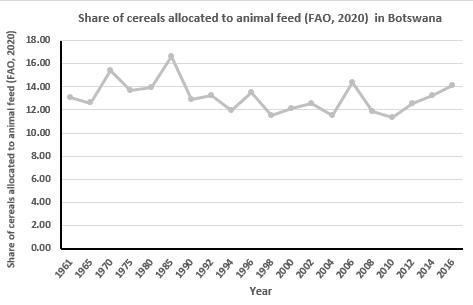 Share of cereals allocated to animal feed (FAO, 2020)  in Botswana
Share of cereals allocated to animal feed (FAO, 2020)
18.00
16.00
14.00
12.00
10.00
8.00
6.00
4.00
2.00
0.00
1961 1965 1970 1975 1980 1985 1990 1992 1994 1996 1998 2000 2002 2004 2006 2008 2010 2012 2014 2016
Year